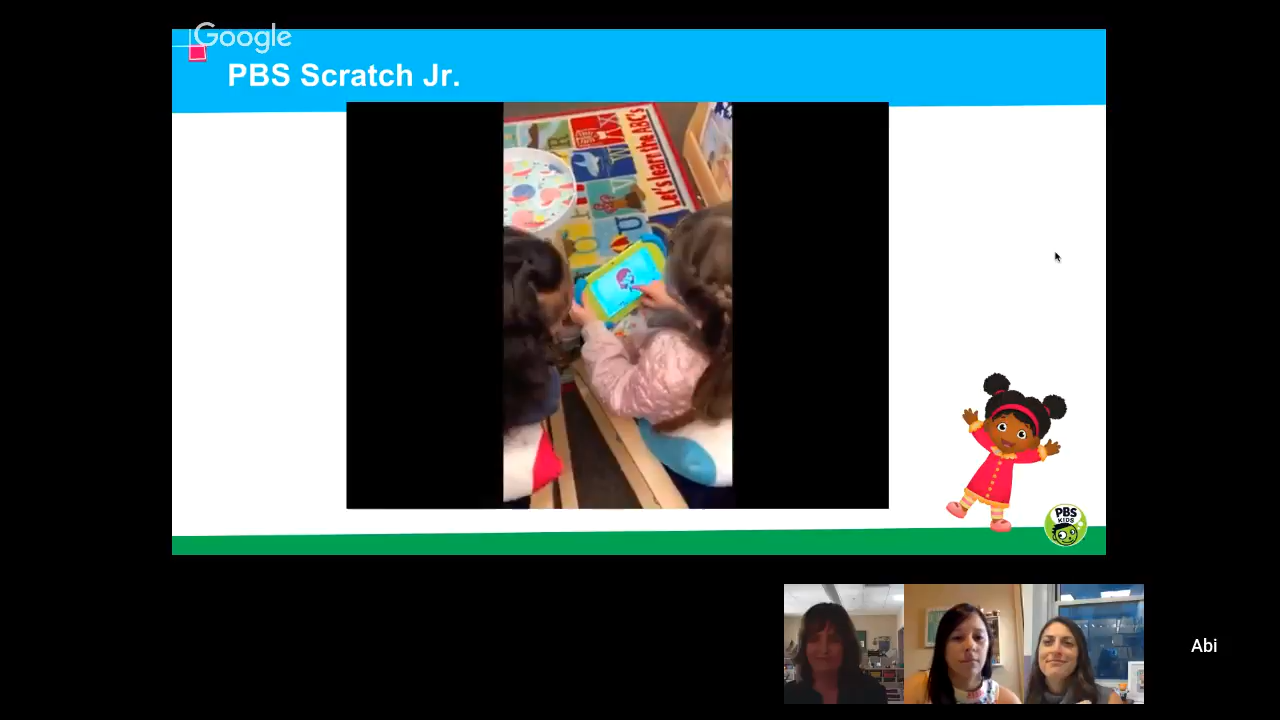 Google
PBS Scratch Jr.
Let's learn the ABC's
U
PBS
KIDS
Abi